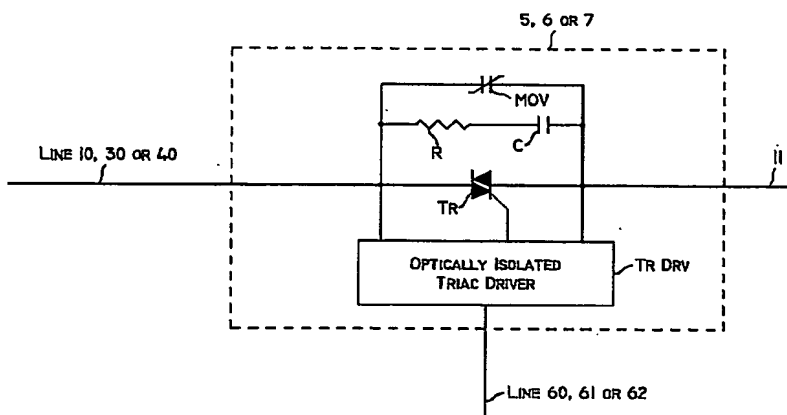 5, 6 OR 7
MOV
R
C
LINE 10, 30 OR 40
11
TR
OPTICALLY ISOLATED
TRIAC DRIVER
TR DRV
LINE 60, 61 OR 62